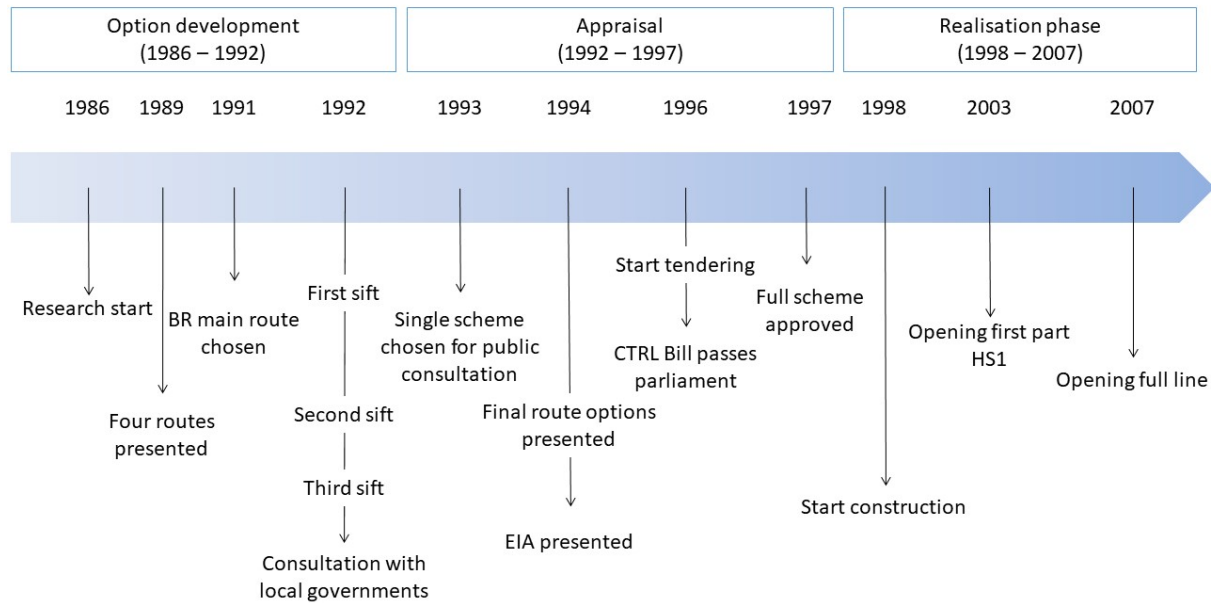 Option development
(1986 – 1992)
Appraisal
(1992 – 1997)
Realisation phase
(1998 – 2007)
1986
1989
1991
1992
1993
1994
1996
1997
1998
2003
2007
Research start
Four routes
presented
BR main route
chosen
First sift
Second sift
Third sift
Consultation with
local governments
Single scheme
chosen for public
consultation
Final route options
presented
EIA presented
Start tendering
CTRL Bill passes
parliament
Full scheme
approved
Start construction
Opening first part
HS1
Opening full line